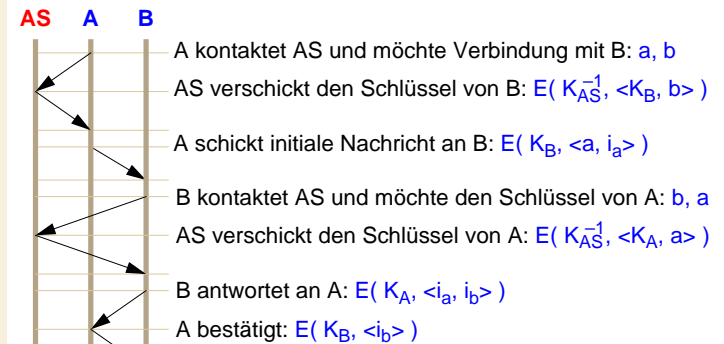 AS A B
A kontaktet AS und möchte Verbindung mit B: a, b
AS verschickt den Schlüssel von B: E( K_AS^–1, <K_B, b> )
A schickt initiale Nachricht an B: E( K_B, <a, i_a> )
B kontaktet AS und möchte den Schlüssel von A: b, a
AS verschickt den Schlüssel von A: E( K_AS^–1, <K_A, a> )
B antwortet an A: E( K_A, <i_a, i_b> )
A bestätigt: E( K_B, <i_b> )